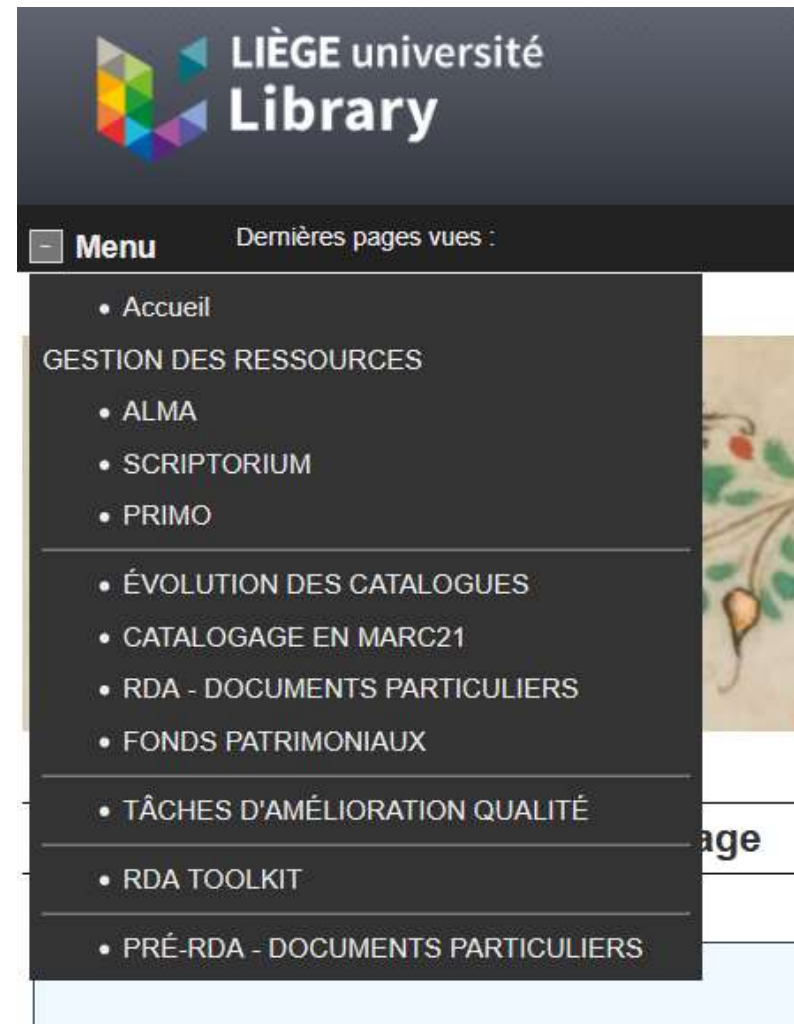 LIÈGE université
Library
Menu
Dernières pages vues :
Accueil
GESTION DES RESSOURCES
ALMA
SCRIPTORIUM
PRIMO
ÉVOLUTION DES CATALOGUES
CATALOGAGE EN MARC21
RDA - DOCUMENTS PARTICULIERS
FONDS PATRIMONIAUX
TÂCHES D'AMÉLIORATION QUALITÉ
RDA TOOLKIT
PRÉ-RDA - DOCUMENTS PARTICULIERS